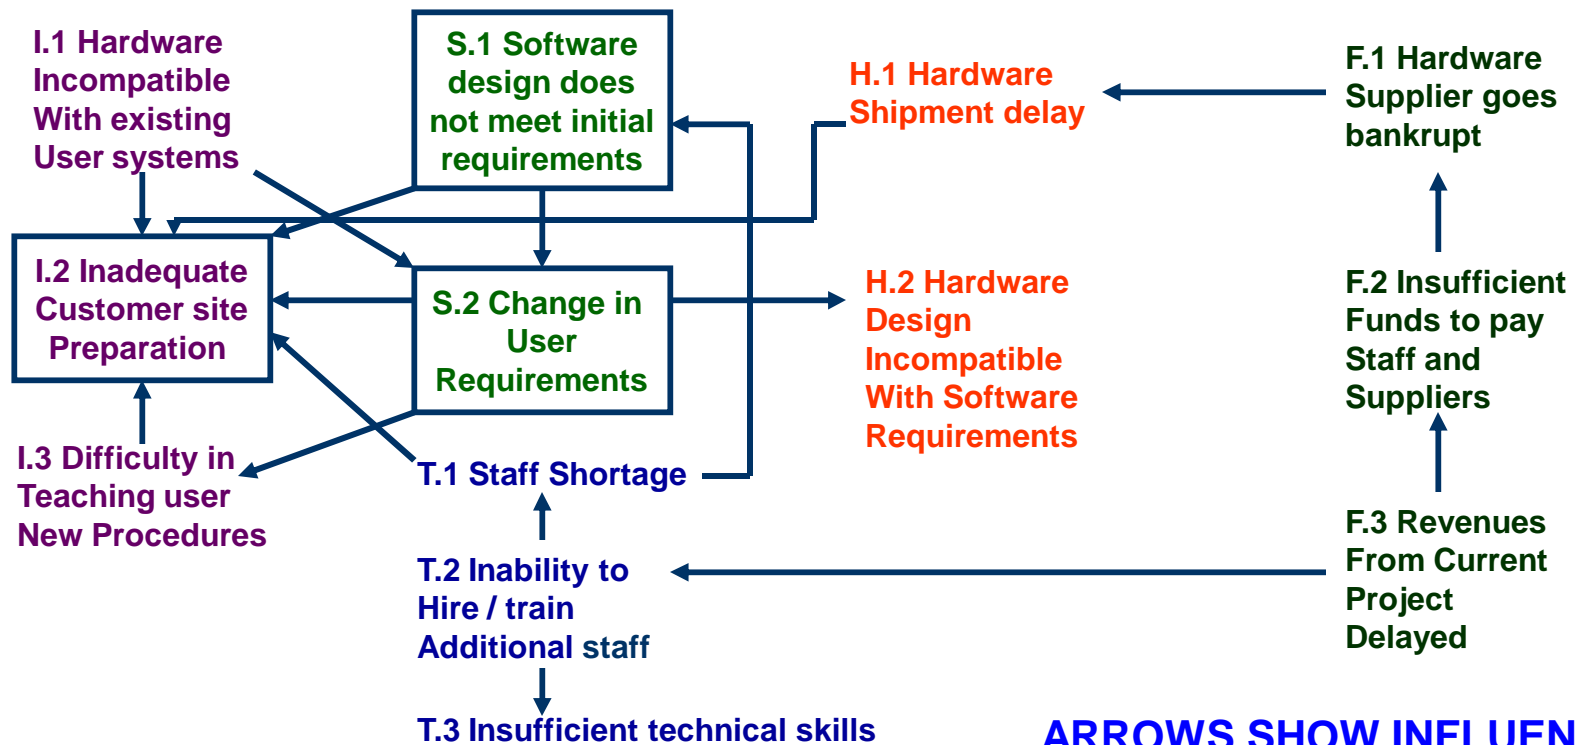 I.1 Hardware
Incompatible
With existing
User systems
S.1 Software
design does
not meet initial
requirements
H.1 Hardware
Shipment delay
F.1 Hardware
Supplier goes
bankrupt
I.2 Inadequate
Customer site
Preparation
S.2 Change in
User
Requirements
H.2 Hardware
Design
Incompatible
With Software
Requirements
F.2 Insufficient
Funds to pay
Staff and
Suppliers
I.3 Difficulty in
Teaching user
New Procedures
T.1 Staff Shortage
T.2 Inability to
Hire / train
Additional staff
F.3 Revenues
From Current
Project
Delayed
T.3 Insufficient technical skills
ARROWS SHOW INFLUEN